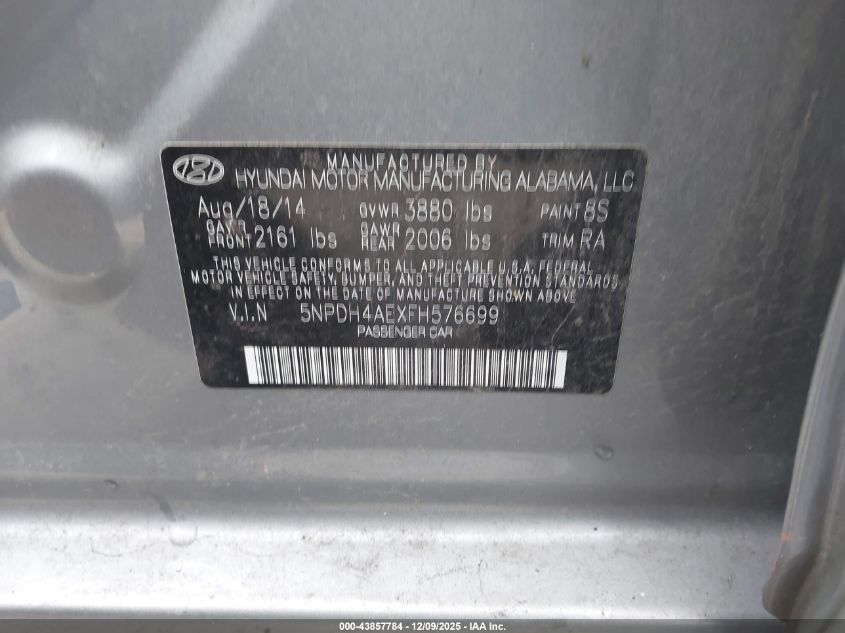 MANUFACTURED BY
HYUNDAI MOTOR MANUFACTURING ALABAMA, LLC
Aug/18/14 GVWR 3880 lbs PAINT 8S
GAWR FRONT 2161 lbs GAWR REAR 2006 lbs TRIM RA
THIS VEHICLE CONFORMS TO ALL APPLICABLE U.S.A. FEDERAL
MOTOR VEHICLE SAFETY, BUMPER, AND THEFT PREVENTION STANDARDS
IN EFFECT ON THE DATE OF MANUFACTURE SHOWN ABOVE
V.I.N 5NPDH4AEXFH576699
PASSENGER CAR
000-43857784 - 12/09/2025 - IAA Inc.